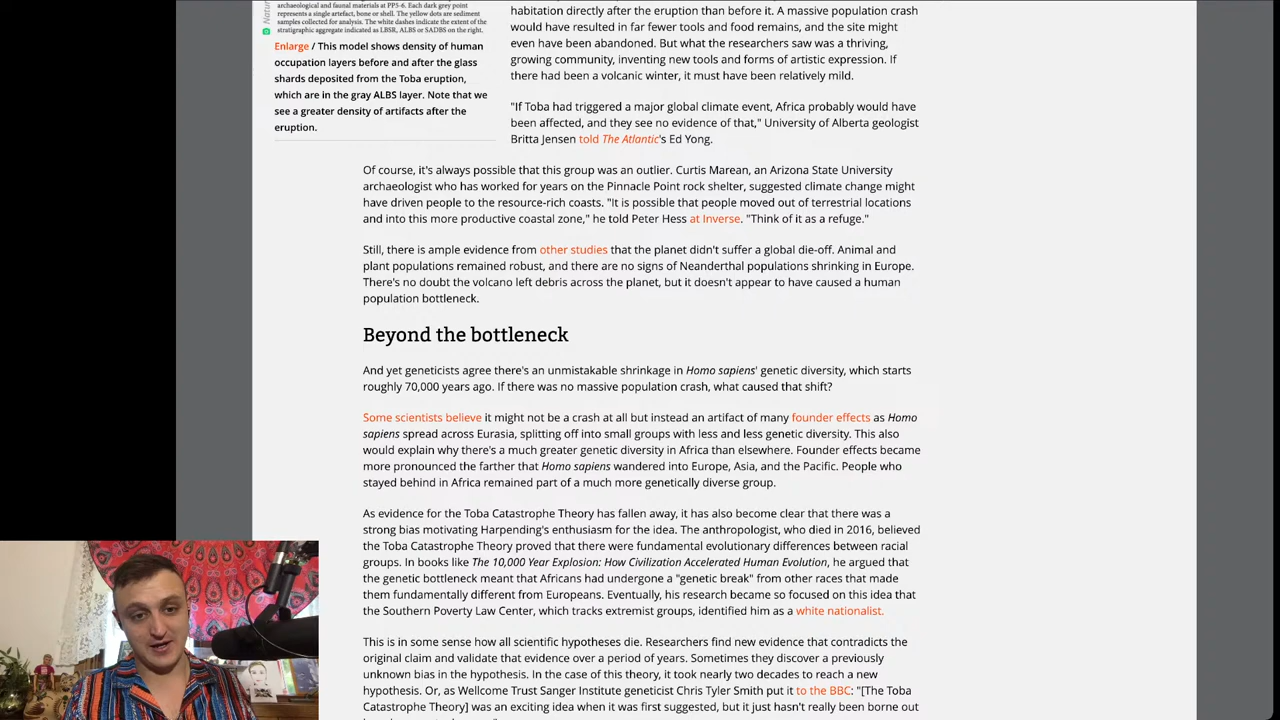 Natur
archaeological and faunal materials at PP5-6. Each dark grey point
represents a single artefact, bone or shell. The yellow dots are sediment
samples collected for analysis. The white dashes indicate the extent of the
stratigraphic aggregate indicated as LBSR, ALBS or SADBS on the right.
Enlarge / This model shows density of human
occupation layers before and after the glass
shards deposited from the Toba eruption,
which are in the gray ALBS layer. Note that we
see a greater density of artifacts after the
eruption.
habitation directly after the eruption than before it. A massive population crash
would have resulted in far fewer tools and food remains, and the site might
even have been abandoned. But what the researchers saw was a thriving,
growing community, inventing new tools and forms of artistic expression. If
there had been a volcanic winter, it must have been relatively mild.
"If Toba had triggered a major global climate event, Africa probably would have
been affected, and they see no evidence of that," University of Alberta geologist
Britta Jensen told The Atlantic's Ed Yong.
Of course, it's always possible that this group was an outlier. Curtis Marean, an Arizona State University
archaeologist who has worked for years on the Pinnacle Point rock shelter, suggested climate change might
have driven people to the resource-rich coasts. "It is possible that people moved out of terrestrial locations
and into this more productive coastal zone," he told Peter Hess at Inverse. "Think of it as a refuge."
Still, there is ample evidence from other studies that the planet didn't suffer a global die-off. Animal and
plant populations remained robust, and there are no signs of Neanderthal populations shrinking in Europe.
There's no doubt the volcano left debris across the planet, but it doesn't appear to have caused a human
population bottleneck.
Beyond the bottleneck
And yet geneticists agree there's an unmistakable shrinkage in Homo sapiens' genetic diversity, which starts
roughly 70,000 years ago. If there was no massive population crash, what caused that shift?
Some scientists believe it might not be a crash at all but instead an artifact of many founder effects as Homo
sapiens spread across Eurasia, splitting off into small groups with less and less genetic diversity. This also
would explain why there's a much greater genetic diversity in Africa than elsewhere. Founder effects became
more pronounced the farther that Homo sapiens wandered into Europe, Asia, and the Pacific. People who
stayed behind in Africa remained part of a much more genetically diverse group.
As evidence for the Toba Catastrophe Theory has fallen away, it has also become clear that there was a
strong bias motivating Harpending's enthusiasm for the idea. The anthropologist, who died in 2016, believed
the Toba Catastrophe Theory proved that there were fundamental evolutionary differences between racial
groups. In books like The 10,000 Year Explosion: How Civilization Accelerated Human Evolution, he argued that
the genetic bottleneck meant that Africans had undergone a "genetic break" from other races that made
them fundamentally different from Europeans. Eventually, his research became so focused on this idea that
the Southern Poverty Law Center, which tracks extremist groups, identified him as a white nationalist.
This is in some sense how all scientific hypotheses die. Researchers find new evidence that contradicts the
original claim and validate that evidence over a period of years. Sometimes they discover a previously
unknown bias in the hypothesis. In the case of this theory, it took nearly two decades to reach a new
hypothesis. Or, as Wellcome Trust Sanger Institute geneticist Chris Tyler Smith put it to the BBC: "[The Toba
Catastrophe Theory] was an exciting idea when it was first suggested, but it just hasn't really been borne out